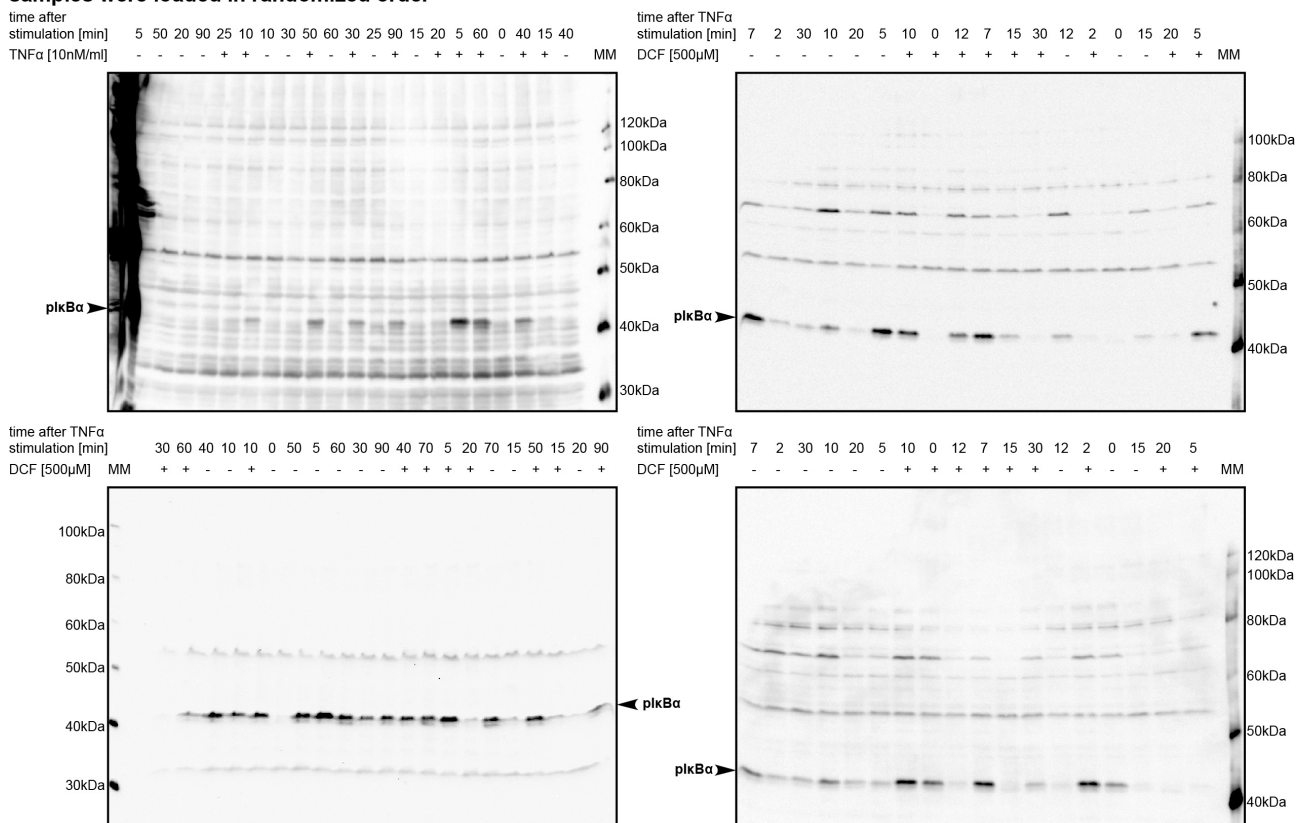 samples were loaded in randomized order
time after
stimulation [min] 5 50 20 90 25 10 10 30 50 60 30 25 90 15 20 5 60 0 40 15 40
TNFα [10nM/ml] - - - - + + - - + - + - + - + + + - + + - MM
120kDa
100kDa
80kDa
60kDa
50kDa
40kDa
30kDa
pIκBα
time after TNFα
stimulation [min] 7 2 30 10 20 5 10 0 12 7 15 30 12 2 0 15 20 5
DCF [500µM] - - - - - - + + + + + + - + - - + + MM
100kDa
80kDa
60kDa
50kDa
40kDa
pIκBα
time after TNFα
stimulation [min] 30 60 40 10 10 0 50 5 60 30 90 40 70 5 20 70 15 50 15 20 90
DCF [500µM] MM + + - - + - - - - - - + + + + - - + + - +
100kDa
80kDa
60kDa
50kDa
40kDa
30kDa
pIκBα
time after TNFα
stimulation [min] 7 2 30 10 20 5 10 0 12 7 15 30 12 2 0 15 20 5
DCF [500µM] - - - - - - + + + + + + - + - - + + MM
120kDa
100kDa
80kDa
60kDa
50kDa
40kDa
pIκBα